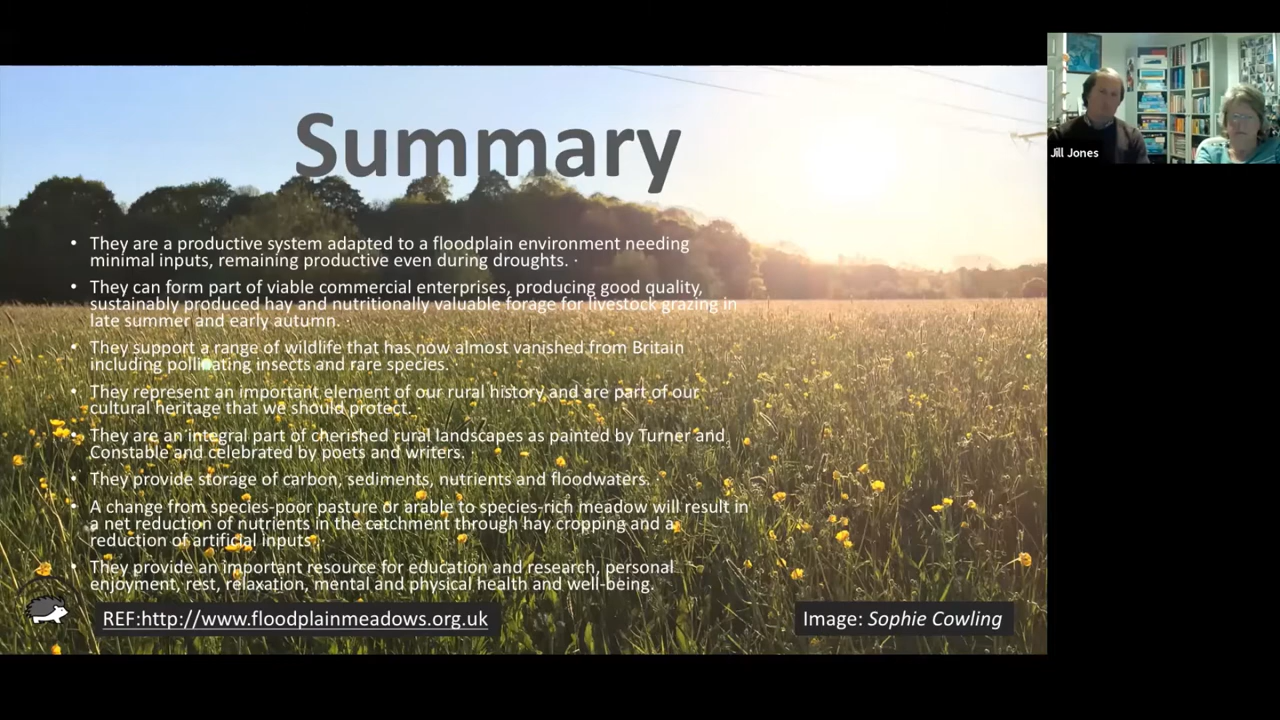 Summary
• They are a productive system adapted to a floodplain environment needing
minimal inputs, remaining productive even during droughts. ·
• They can form part of viable commercial enterprises, producing good quality,
sustainably produced hay and nutritionally valuable forage for livestock grazing in
late summer and early autumn. ·
• They support a range of wildlife that has now almost vanished from Britain
including pollinating insects and rare species.
• They represent an important element of our rural history and are part of our
cultural heritage that we should protect. ·
• They are an integral part of cherished rural landscapes as painted by Turner and
Constable and celebrated by poets and writers. ·
• They provide storage of carbon, sediments, nutrients and floodwaters. ·
• A change from species-poor pasture or arable to species-rich meadow will result in
a net reduction of nutrients in the catchment through hay cropping and a
reduction of artificial inputs ·
• They provide an important resource for education and research, personal
enjoyment, rest, relaxation, mental and physical health and well-being.
REF:http://www.floodplainmeadows.org.uk
Image: Sophie Cowling
Jill Jones